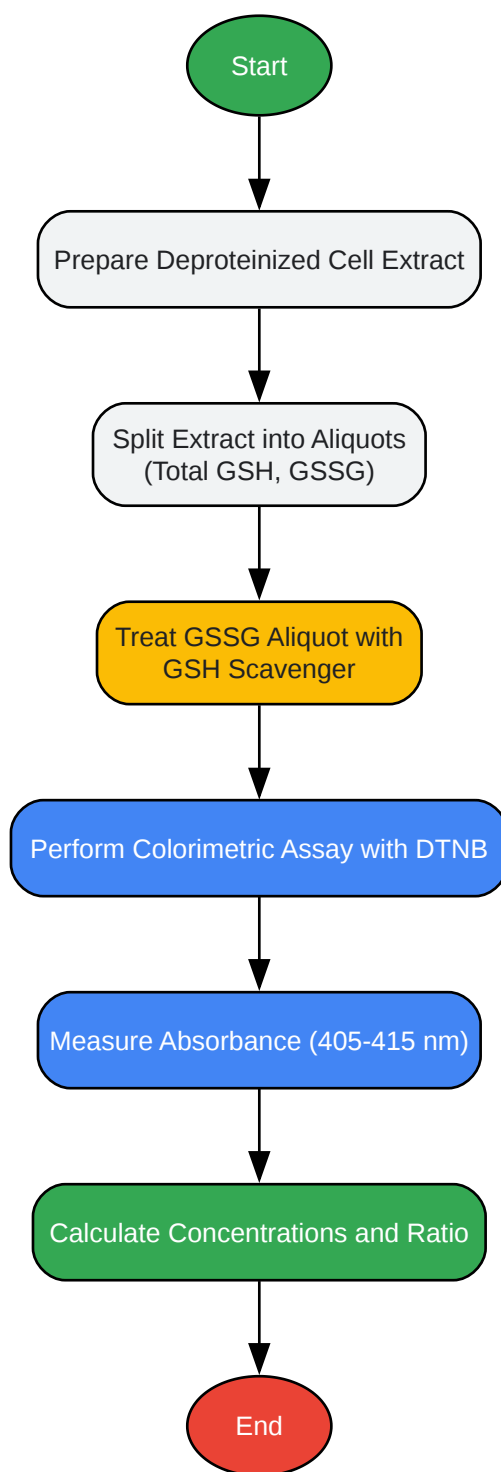 Start
Prepare Deproteinized Cell Extract
Split Extract into Aliquots
(Total GSH, GSSG)
Treat GSSG Aliquot with
GSH Scavenger
Perform Colorimetric Assay with DTNB
Measure Absorbance (405-415 nm)
Calculate Concentrations and Ratio
End